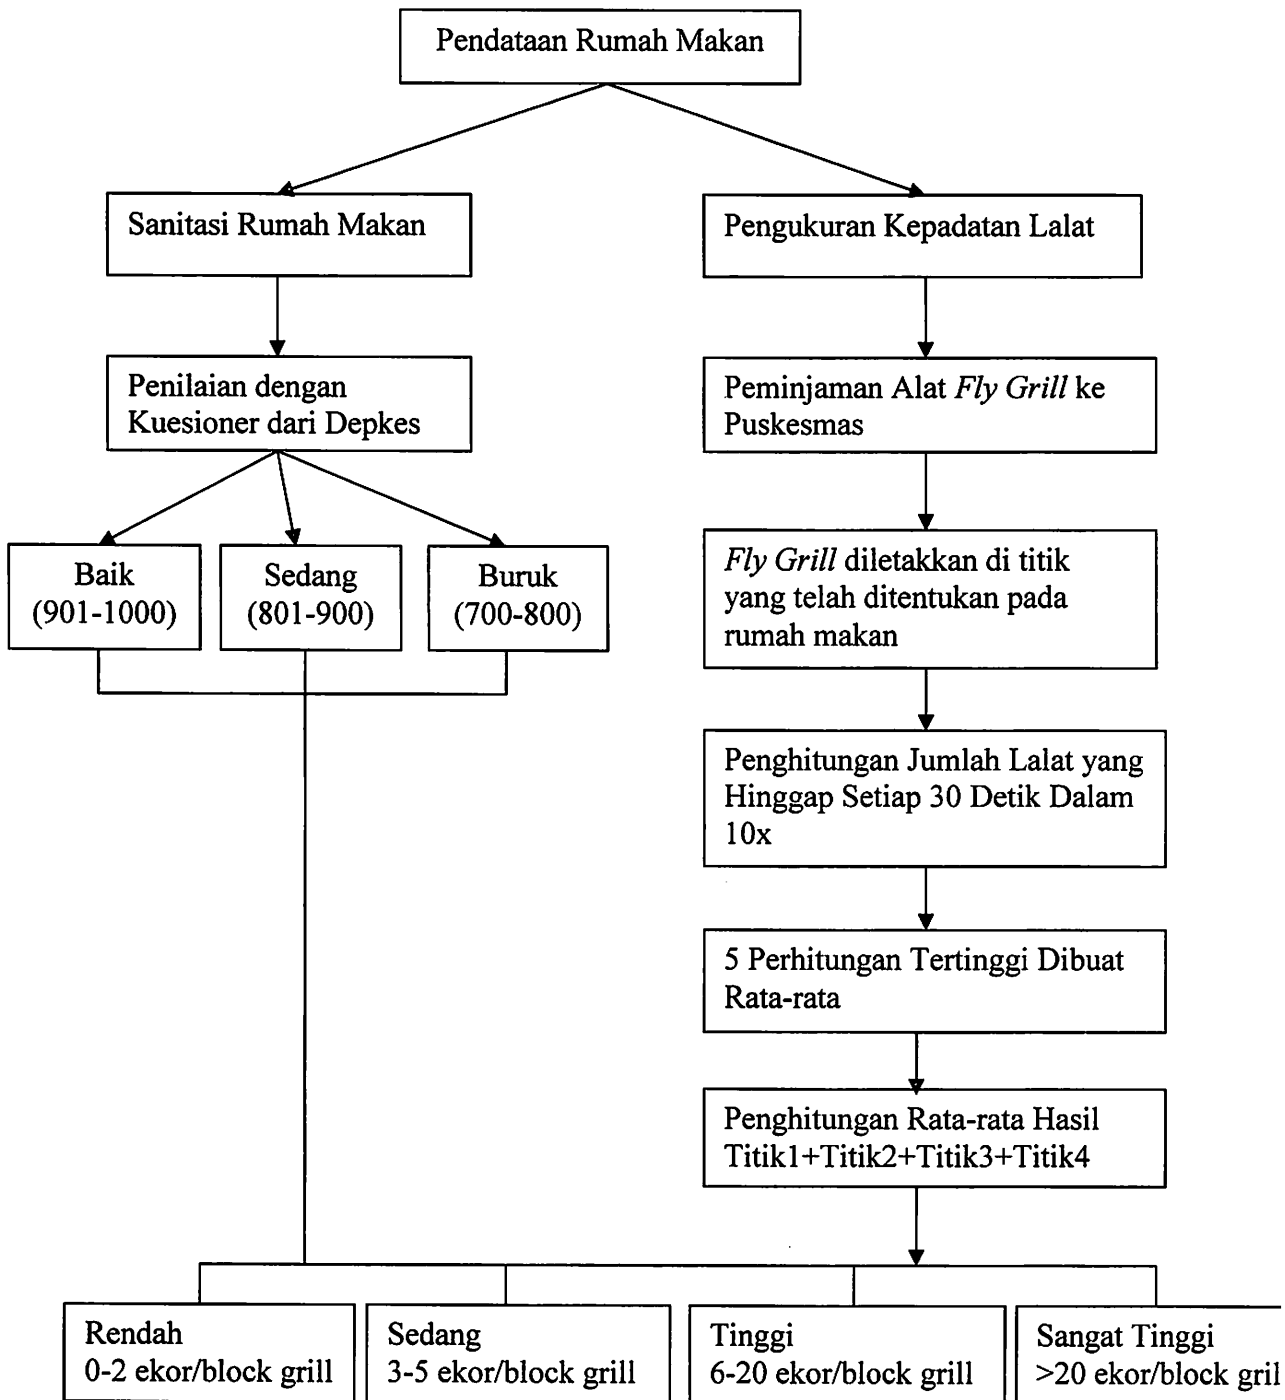 Pendataan Rumah Makan
Sanitasi Rumah Makan
Pengukuran Kepadatan Lalat
Penilaian dengan
Kuesioner dari Depkes
Peminjaman Alat Fly Grill ke
Puskesmas
Baik
(901-1000)
Sedang
(801-900)
Buruk
(700-800)
Fly Grill diletakkan di titik
yang telah ditentukan pada
rumah makan
Penghitungan Jumlah Lalat yang
Hinggap Setiap 30 Detik Dalam
10x
5 Perhitungan Tertinggi Dibuat
Rata-rata
Penghitungan Rata-rata Hasil
Titik1+Titik2+Titik3+Titik4
Rendah
0-2 ekor/block grill
Sedang
3-5 ekor/block grill
Tinggi
6-20 ekor/block grill
Sangat Tinggi
>20 ekor/block gril